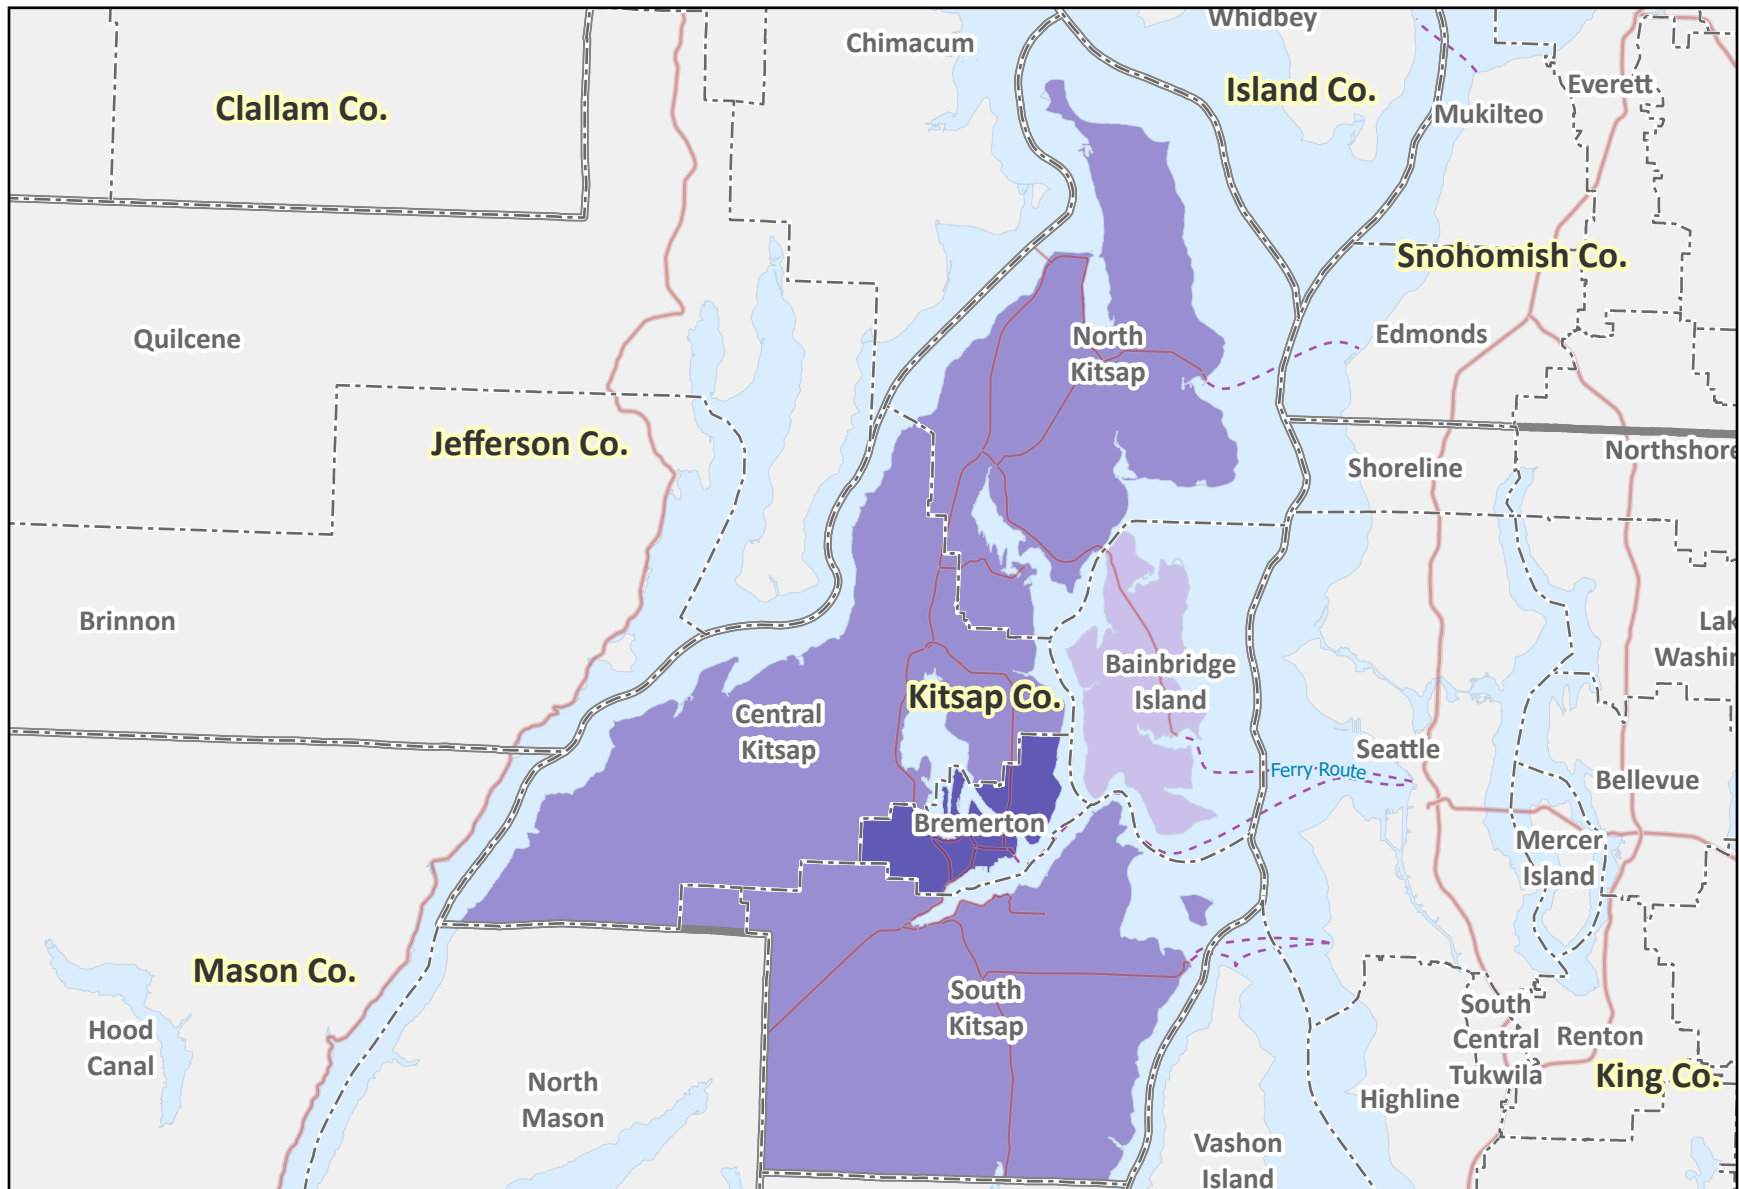 Whidbey
Chimacum
Island Co.
Everett
Clallam Co.
Mukilteo
Snohomish Co.
Quilcene
North
Kitsap
Edmonds
Jefferson Co.
Northshore
Shoreline
Brinnon
Lak
Washin
Bainbridge
Island
Kitsap Co.
Central
Kitsap
Seattle
Ferry Route
Bellevue
Bremerton
Mercer
Island
Mason Co.
South
Kitsap
Hood
Canal
South
Central
Tukwila
Renton
King Co.
North
Mason
Highline
Vashon
Island